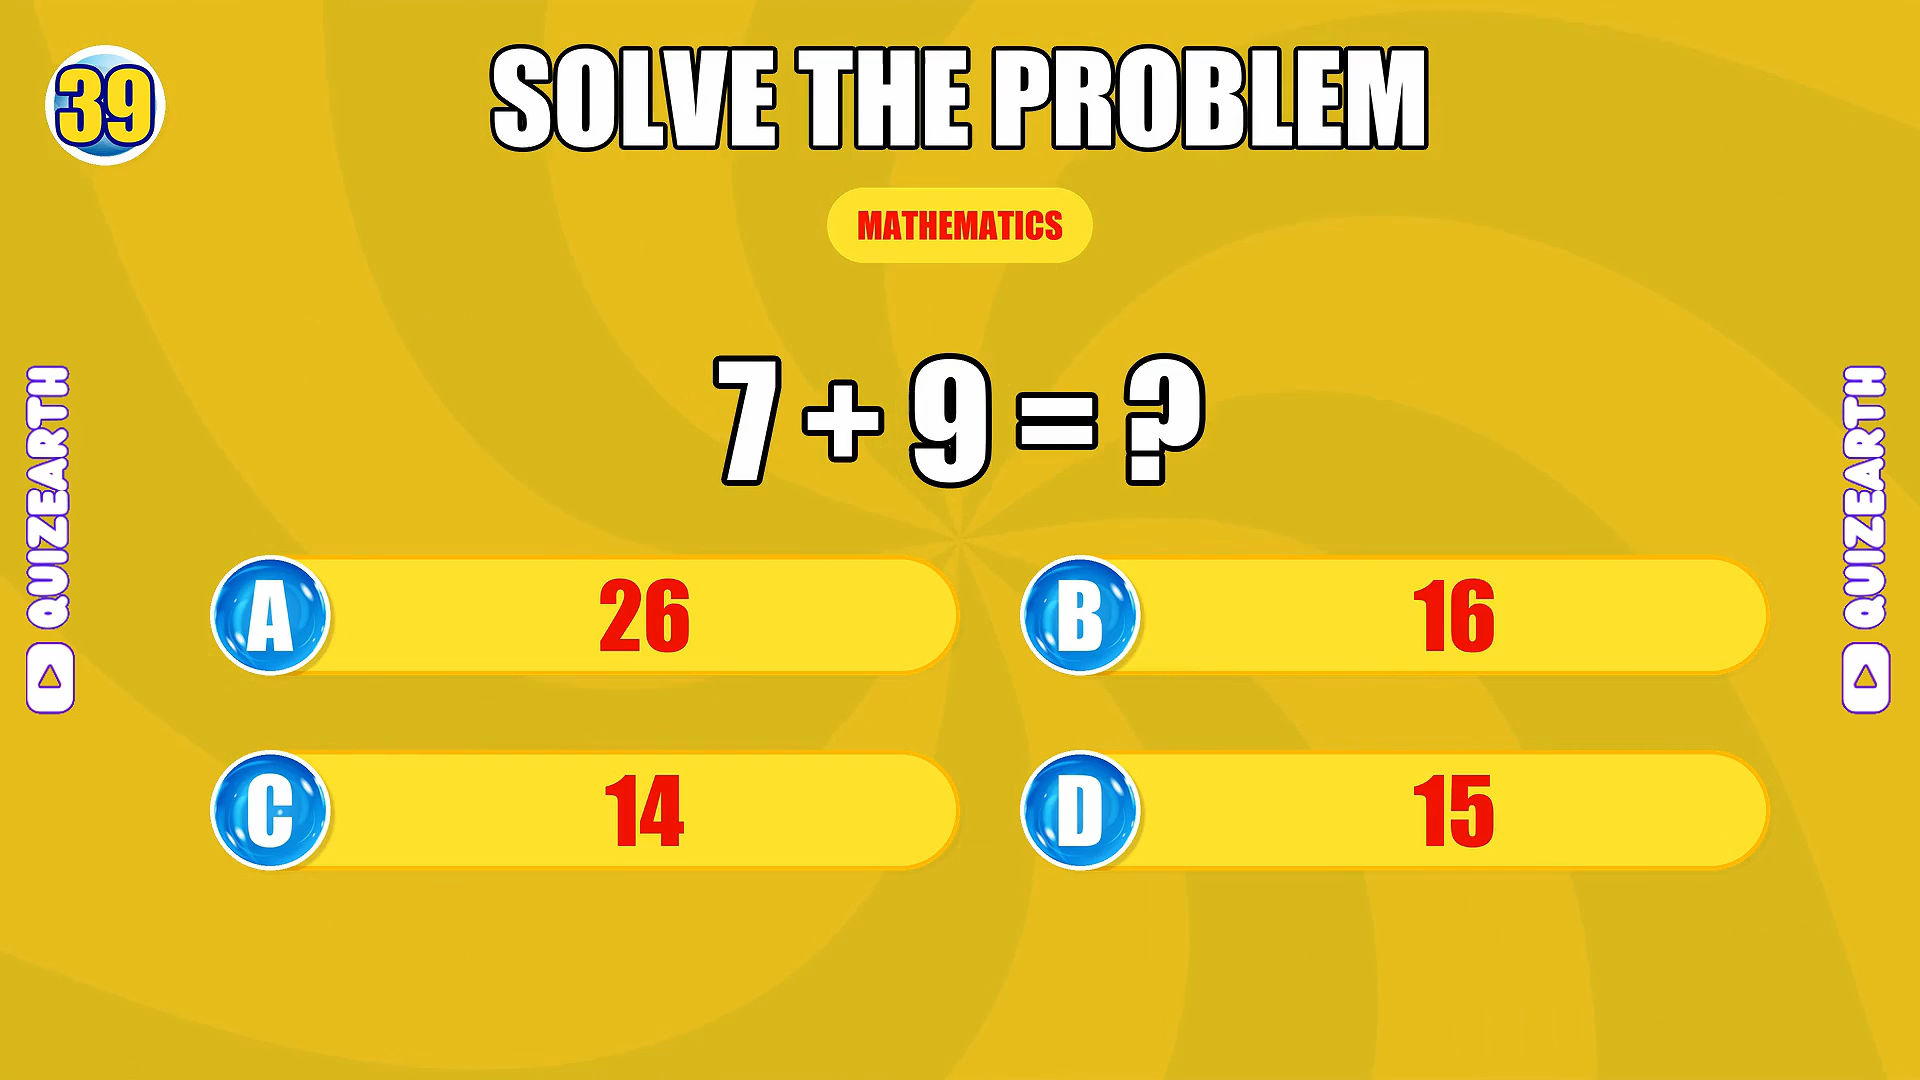 39
SOLVE THE PROBLEM
MATHEMATICS
7 + 9 = ?
A 26
B 16
C 14
D 15
QUIZEARTH
QUIZEARTH